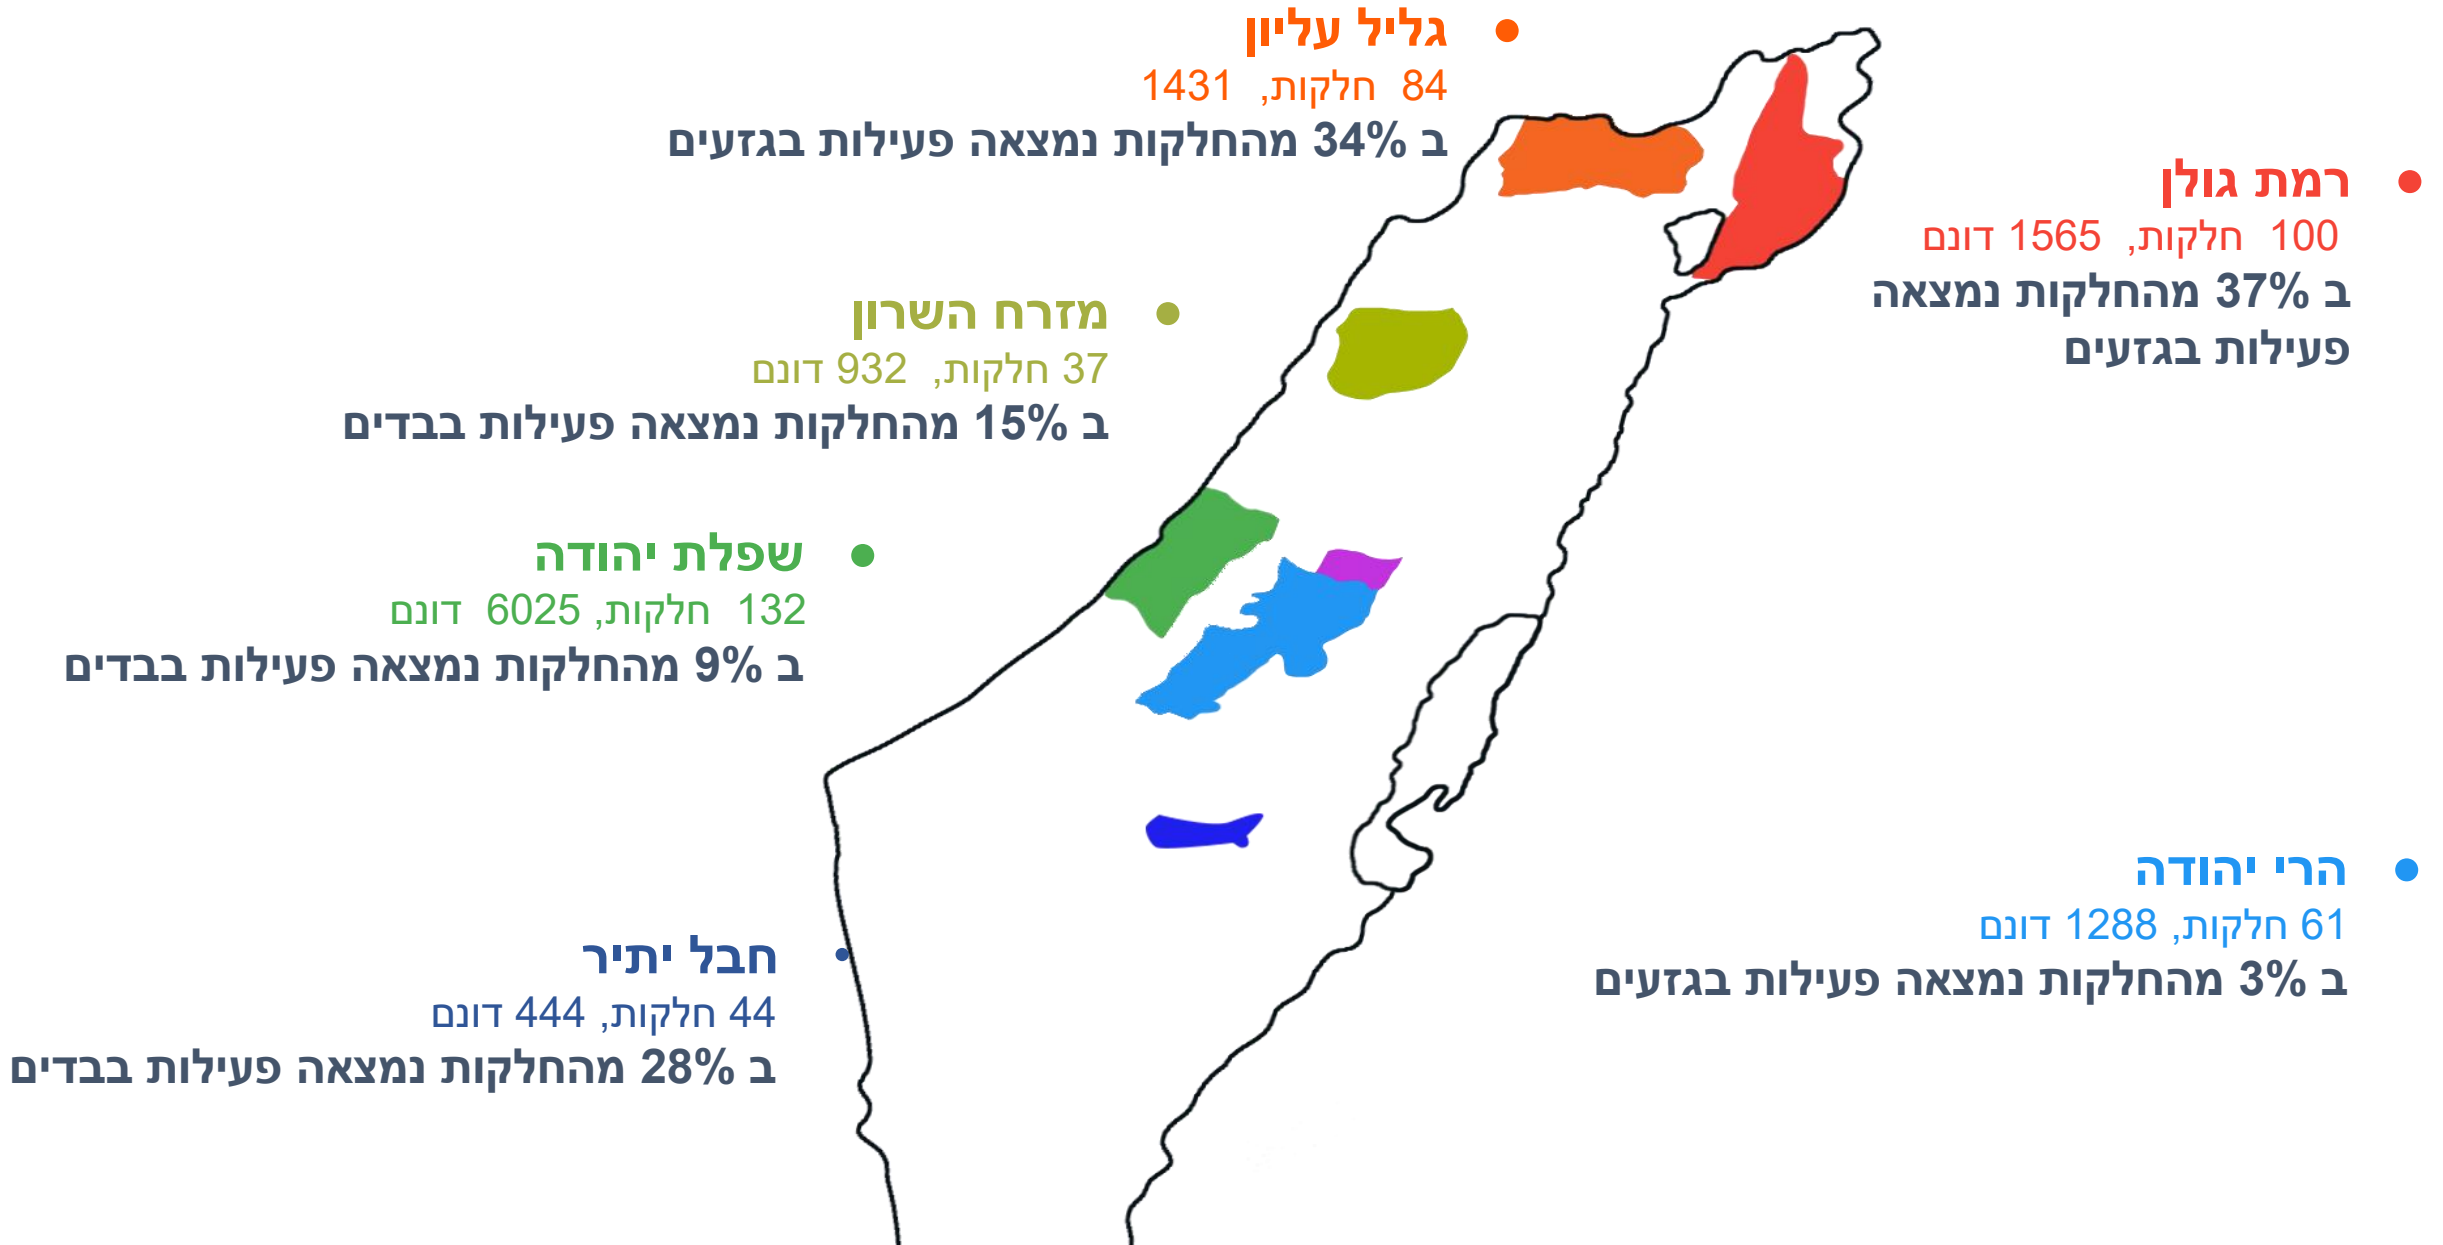 גליל עליון
84 חלקות, 1431
ב 34% מהחלקות נמצאה פעילות בגזעים
רמת גולן
100 חלקות, 1565 דונם
ב 37% מהחלקות נמצאה
פעילות בגזעים
מזרח השרון
37 חלקות, 932 דונם
ב 15% מהחלקות נמצאה פעילות בבדים
שפלת יהודה
132 חלקות, 6025 דונם
ב 9% מהחלקות נמצאה פעילות בבדים
הרי יהודה
61 חלקות, 1288 דונם
ב 3% מהחלקות נמצאה פעילות בגזעים
חבל יתיר
44 חלקות, 444 דונם
ב 28% מהחלקות נמצאה פעילות בבדים